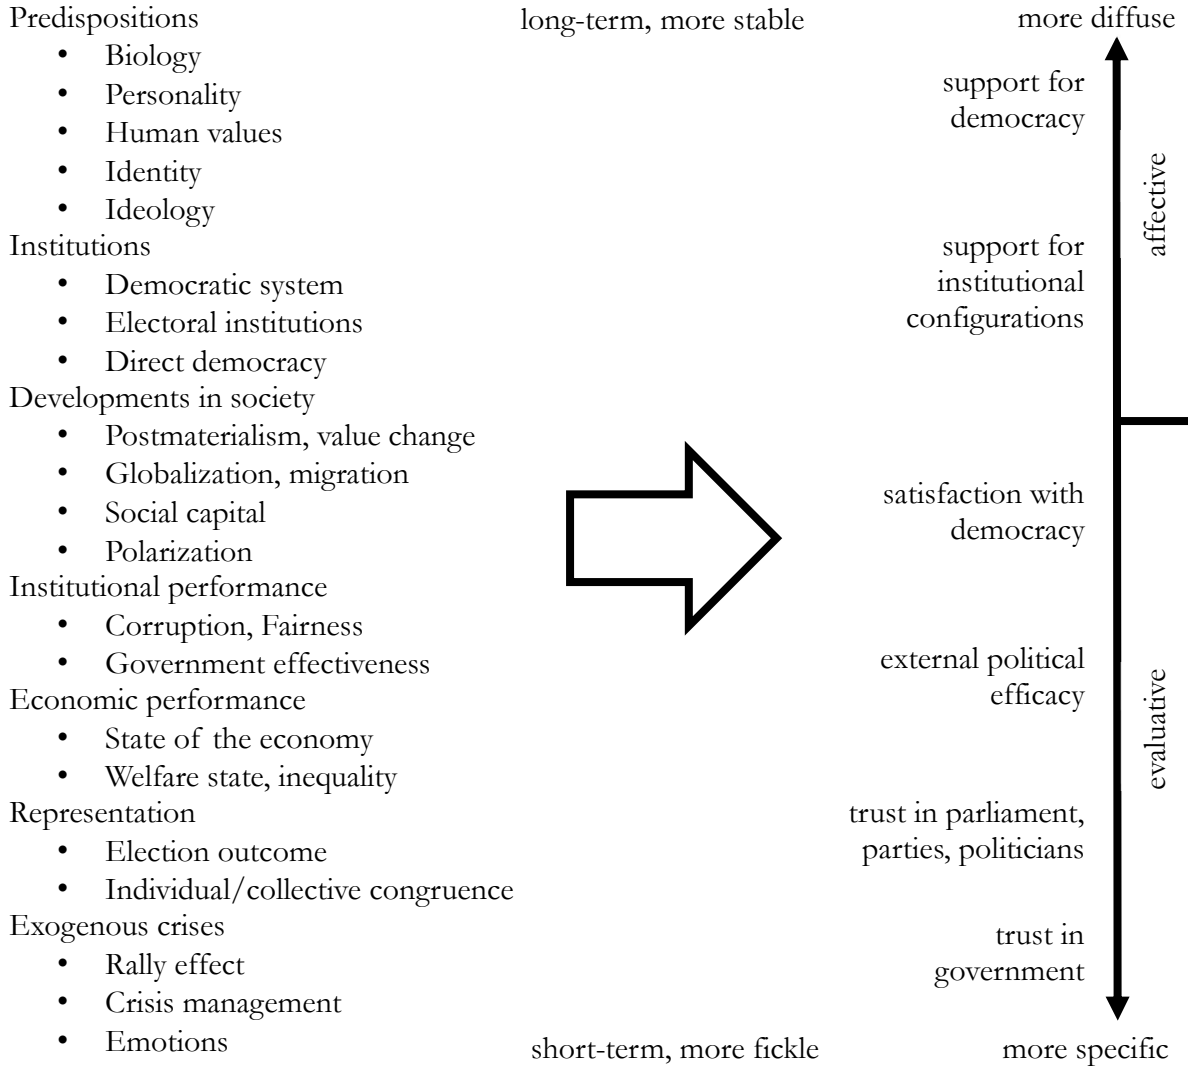 Predispositions
• Biology
• Personality
• Human values
• Identity
• Ideology
Institutions
• Democratic system
• Electoral institutions
• Direct democracy
Developments in society
• Postmaterialism, value change
• Globalization, migration
• Social capital
• Polarization
Institutional performance
• Corruption, Fairness
• Government effectiveness
Economic performance
• State of the economy
• Welfare state, inequality
Representation
• Election outcome
• Individual/collective congruence
Exogenous crises
• Rally effect
• Crisis management
• Emotions
long-term, more stable
short-term, more fickle
more diffuse
support for
democracy
support for
institutional
configurations
satisfaction with
democracy
external political
efficacy
trust in parliament,
parties, politicians
trust in
government
more specific
affective
evaluative